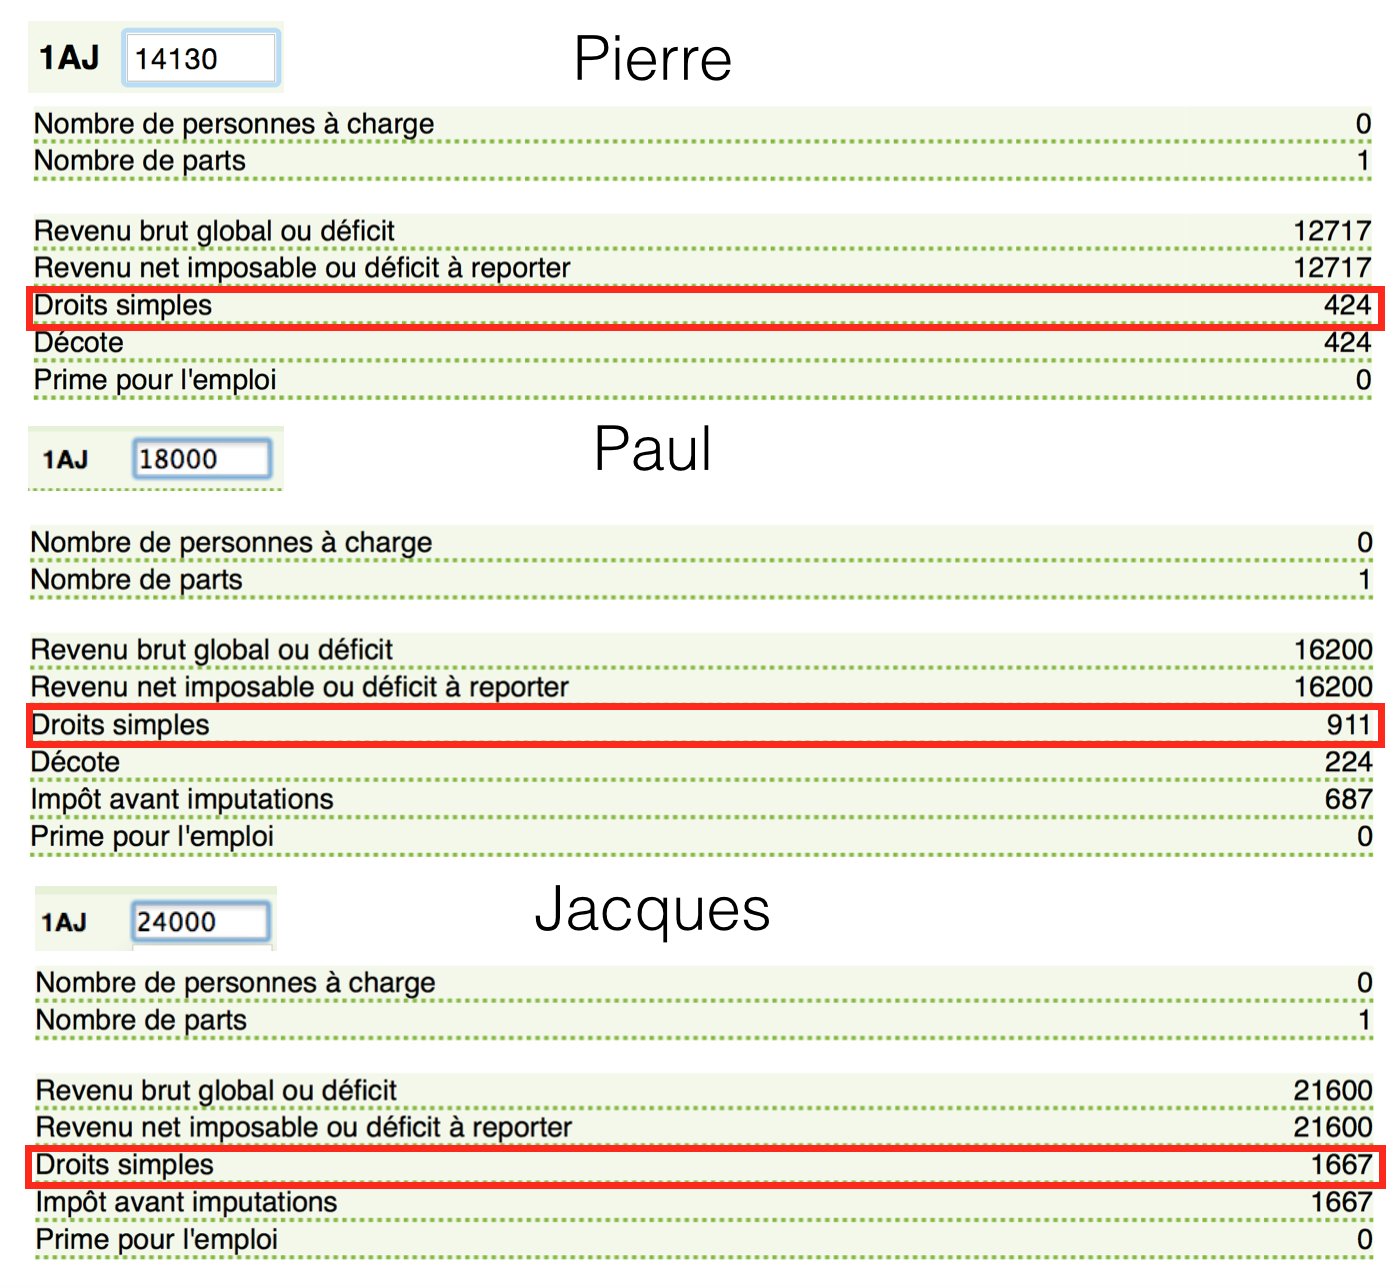 1AJ 14130 Pierre
Nombre de personnes à charge 0
Nombre de parts 1
Revenu brut global ou déficit 12717
Revenu net imposable ou déficit à reporter 12717
Droits simples 424
Décote 424
Prime pour l'emploi 0
1AJ 18000 Paul
Nombre de personnes à charge 0
Nombre de parts 1
Revenu brut global ou déficit 16200
Revenu net imposable ou déficit à reporter 16200
Droits simples 911
Décote 224
Impôt avant imputations 687
Prime pour l'emploi 0
1AJ 24000 Jacques
Nombre de personnes à charge 0
Nombre de parts 1
Revenu brut global ou déficit 21600
Revenu net imposable ou déficit à reporter 21600
Droits simples 1667
Impôt avant imputations 1667
Prime pour l'emploi 0